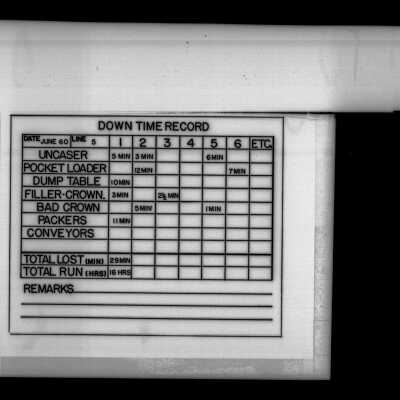 DOWN TIME RECORD
DATE JUNE 60 LINE 5 1 2 3 4 5 6 ETC.
UNCASER 5 MIN 3 MIN 6 MIN
POCKET LOADER 12 MIN 7 MIN
DUMP TABLE 10 MIN
FILLER-CROWN. 3 MIN 2½ MIN
BAD CROWN 5 MIN 1 MIN
PACKERS 11 MIN
CONVEYORS
TOTAL LOST (MIN) 29 MIN
TOTAL RUN (HRS) 16 HRS
REMARKS